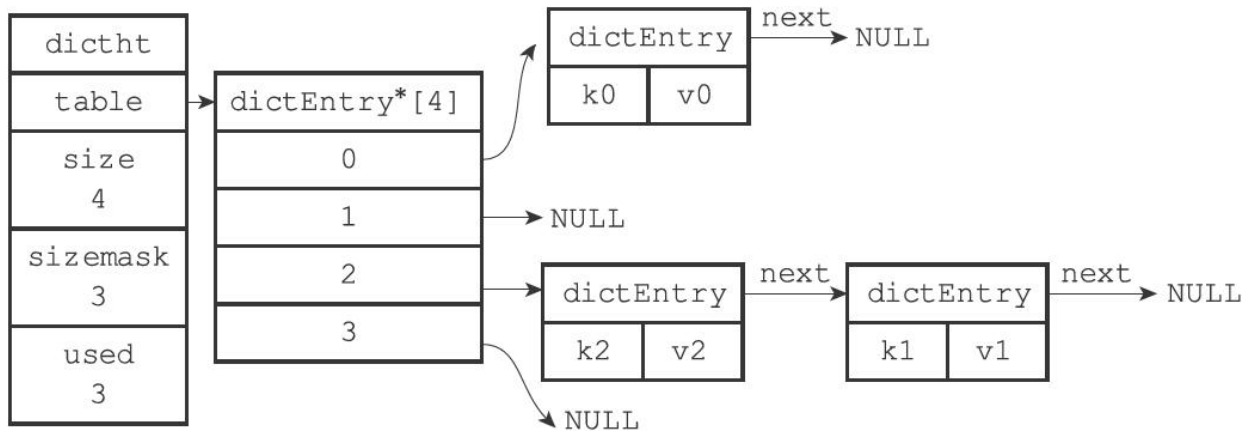 dictht
table
size
4
sizemask
3
used
3
dictEntry*[4]
0
1
2
3
dictEntry
k0 v0
next
NULL
NULL
dictEntry
k2 v2
next
dictEntry
k1 v1
next
NULL
NULL